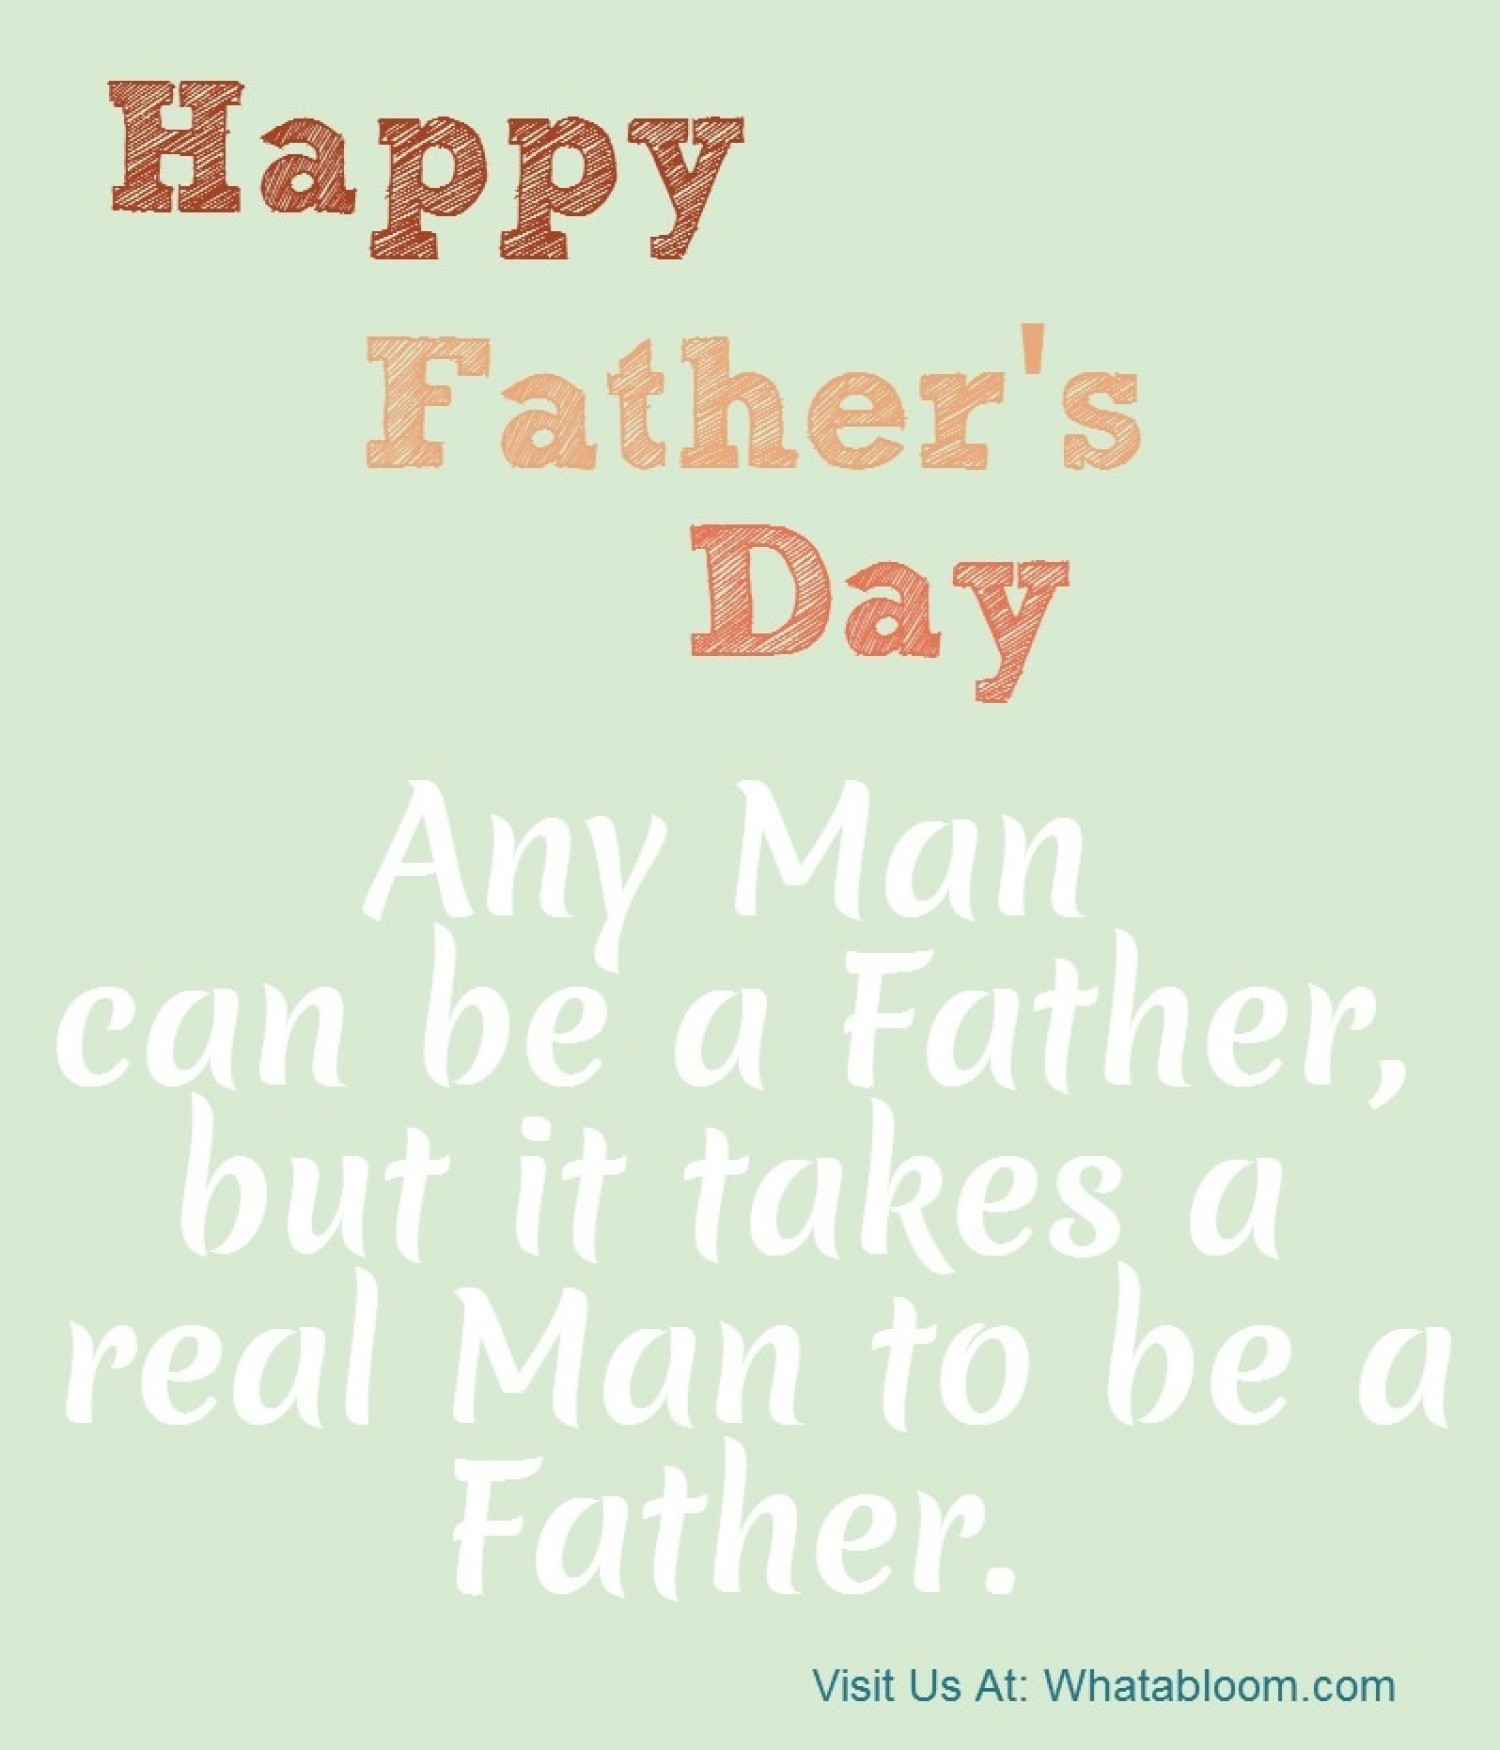 Happy
Father's
Day
Any Man
can be a Father,
but it takes a
real Man to be a
Father.
Visit Us At: Whatabloom.com